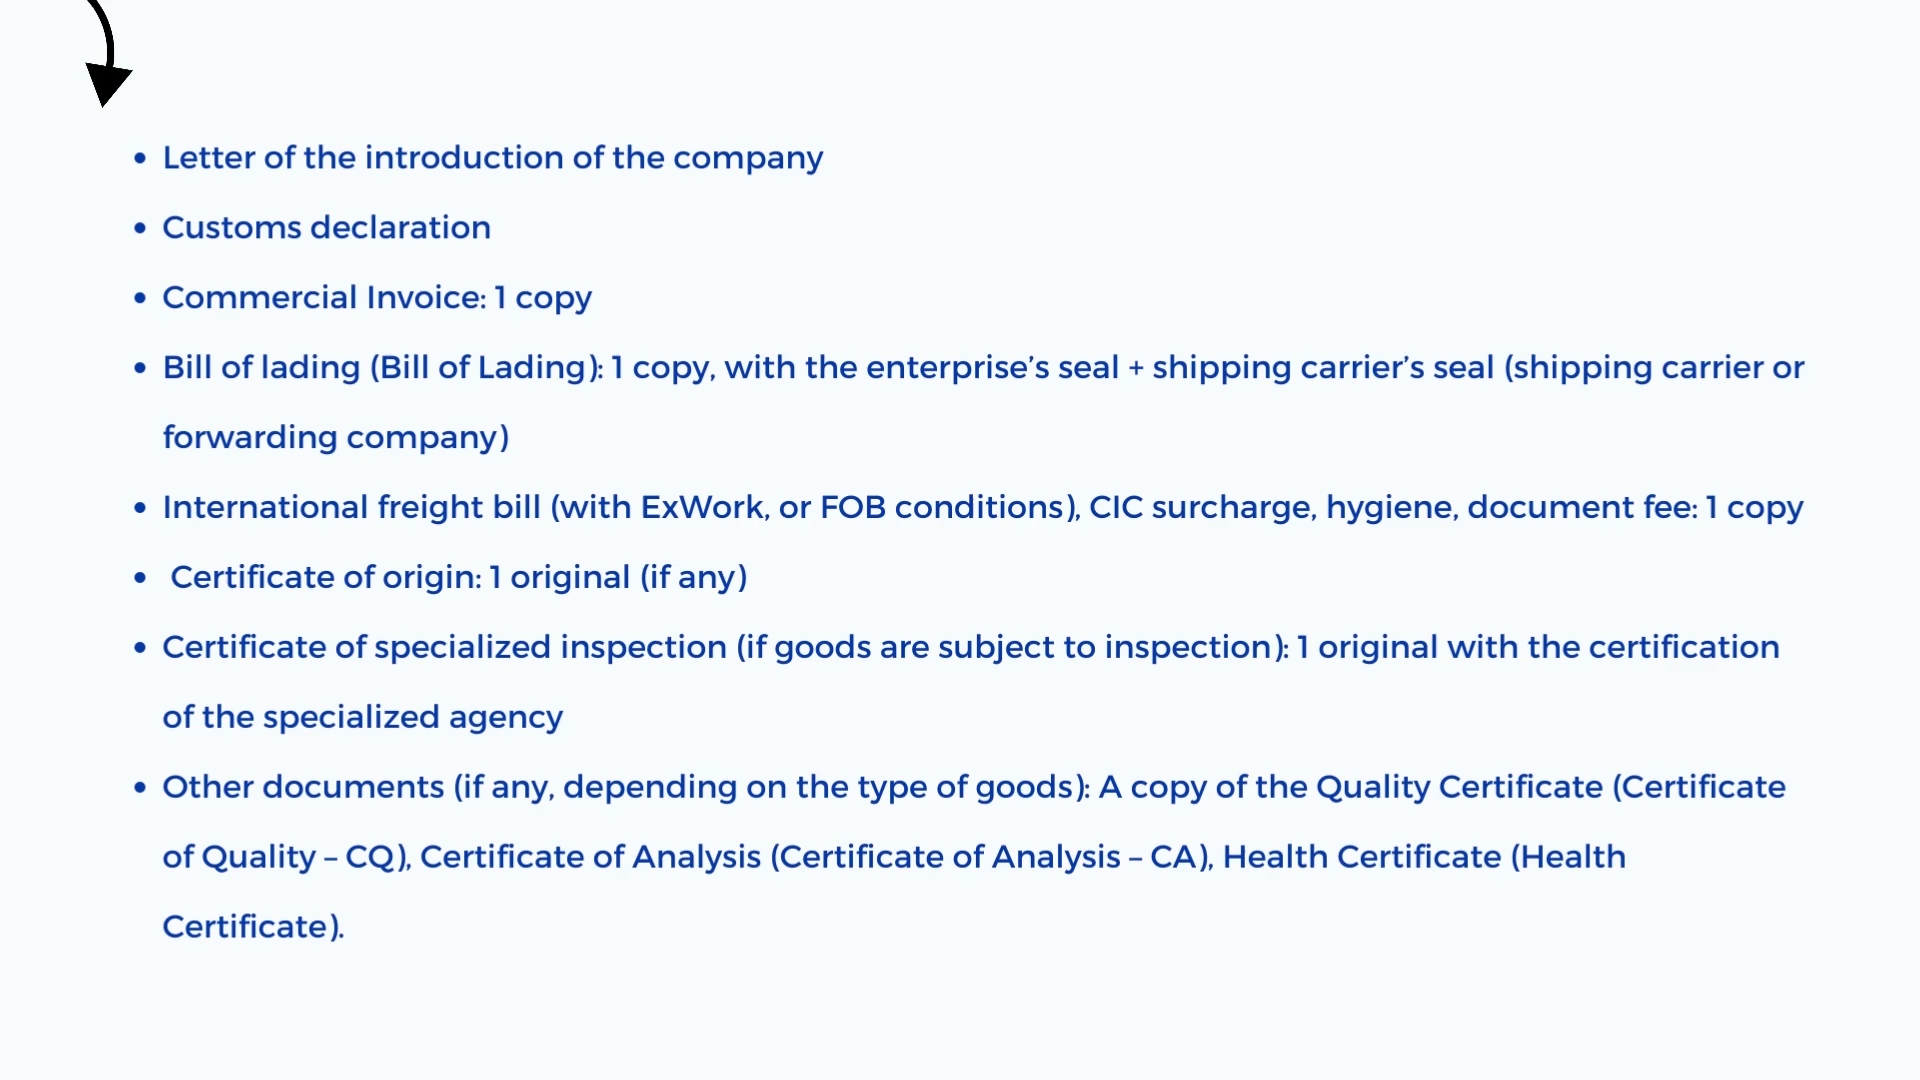 • Letter of the introduction of the company
• Customs declaration
• Commercial Invoice: 1 copy
• Bill of lading (Bill of Lading): 1 copy, with the enterprise’s seal + shipping carrier’s seal (shipping carrier or
forwarding company)
• International freight bill (with ExWork, or FOB conditions), CIC surcharge, hygiene, document fee: 1 copy
• Certificate of origin: 1 original (if any)
• Certificate of specialized inspection (if goods are subject to inspection): 1 original with the certification
of the specialized agency
• Other documents (if any, depending on the type of goods): A copy of the Quality Certificate (Certificate
of Quality – CQ), Certificate of Analysis (Certificate of Analysis – CA), Health Certificate (Health
Certificate).